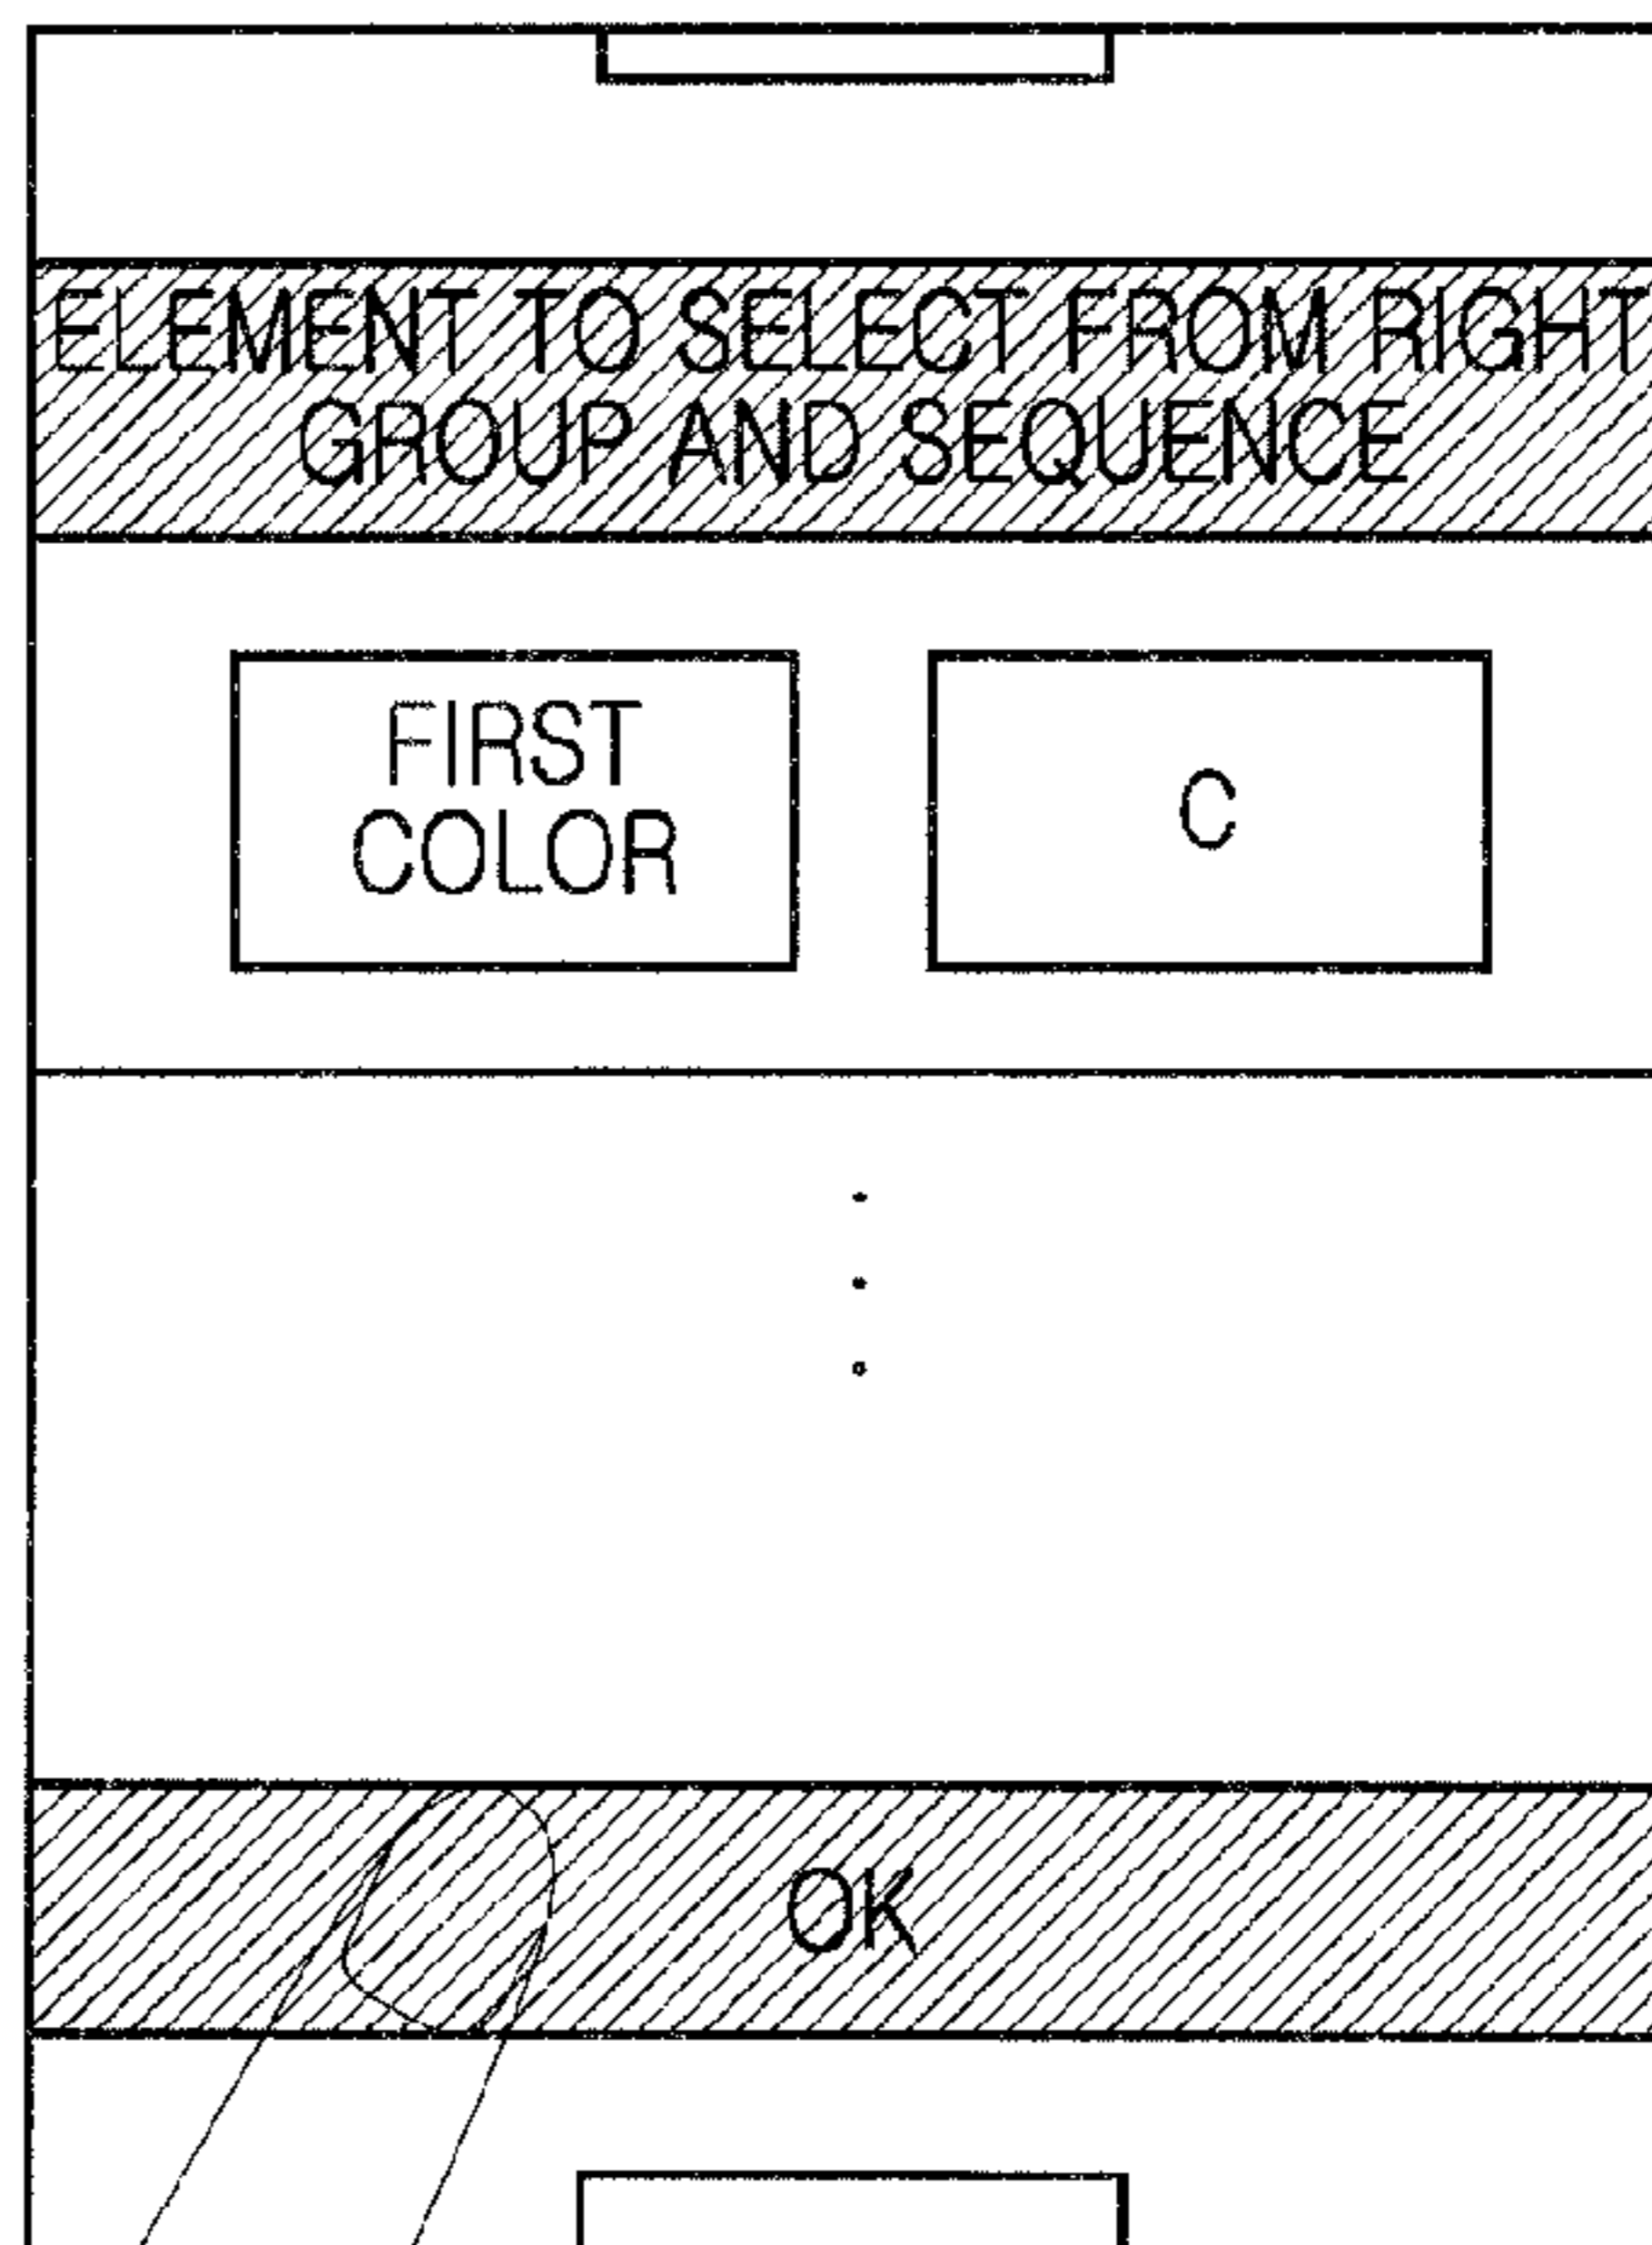 ELEMENT TO SELECT FROM RIGHT
GROUP AND SEQUENCE
FIRST
COLOR
C
OK